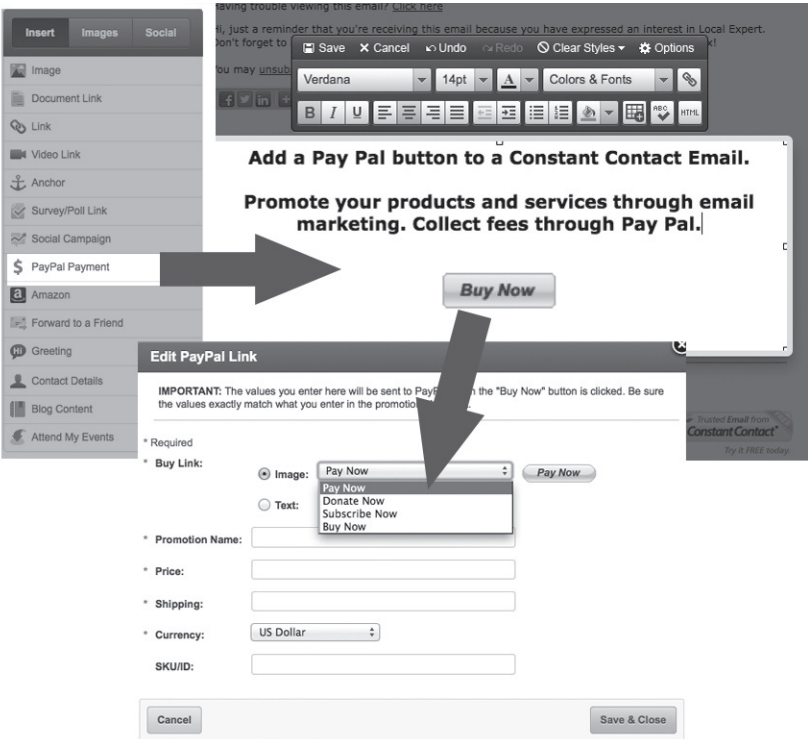 having trouble viewing this email? Click here
Hi, just a reminder that you're receiving this email because you have expressed an interest in Local Expert.
Don't forget to
k!
You may unsub
Insert Images Social
Image
Document Link
Link
Video Link
Anchor
Survey/Poll Link
Social Campaign
PayPal Payment
Amazon
Forward to a Friend
Greeting
Contact Details
Blog Content
Attend My Events
Save Cancel Undo Redo Clear Styles Options
Verdana 14pt A Colors & Fonts
B I U ABC HTML
Add a Pay Pal button to a Constant Contact Email.
Promote your products and services through email
marketing. Collect fees through Pay Pal.
Buy Now
Trusted Email from
Constant Contact
Try it FREE today.
Edit PayPal Link
IMPORTANT: The values you enter here will be sent to PayP n the "Buy Now" button is clicked. Be sure
the values exactly match what you enter in the promotio
* Required
* Buy Link:
Image: Pay Now Pay Now
Pay Now
Donate Now
Subscribe Now
Buy Now
Text:
* Promotion Name:
* Price:
* Shipping:
* Currency: US Dollar
SKU/ID:
Cancel Save & Close